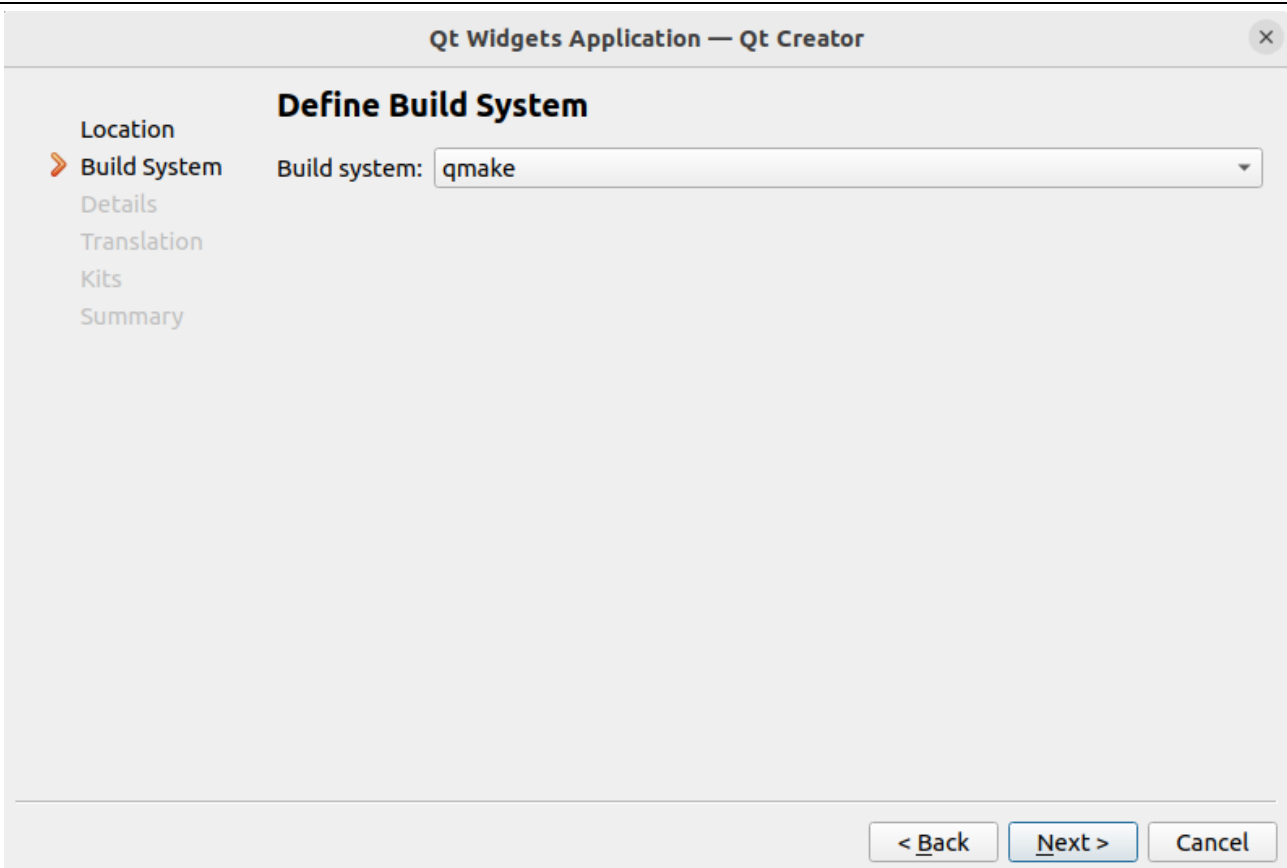 Qt Widgets Application — Qt Creator
Define Build System
Location
Build System
Details
Translation
Kits
Summary
Build system: qmake
< Back
Next >
Cancel